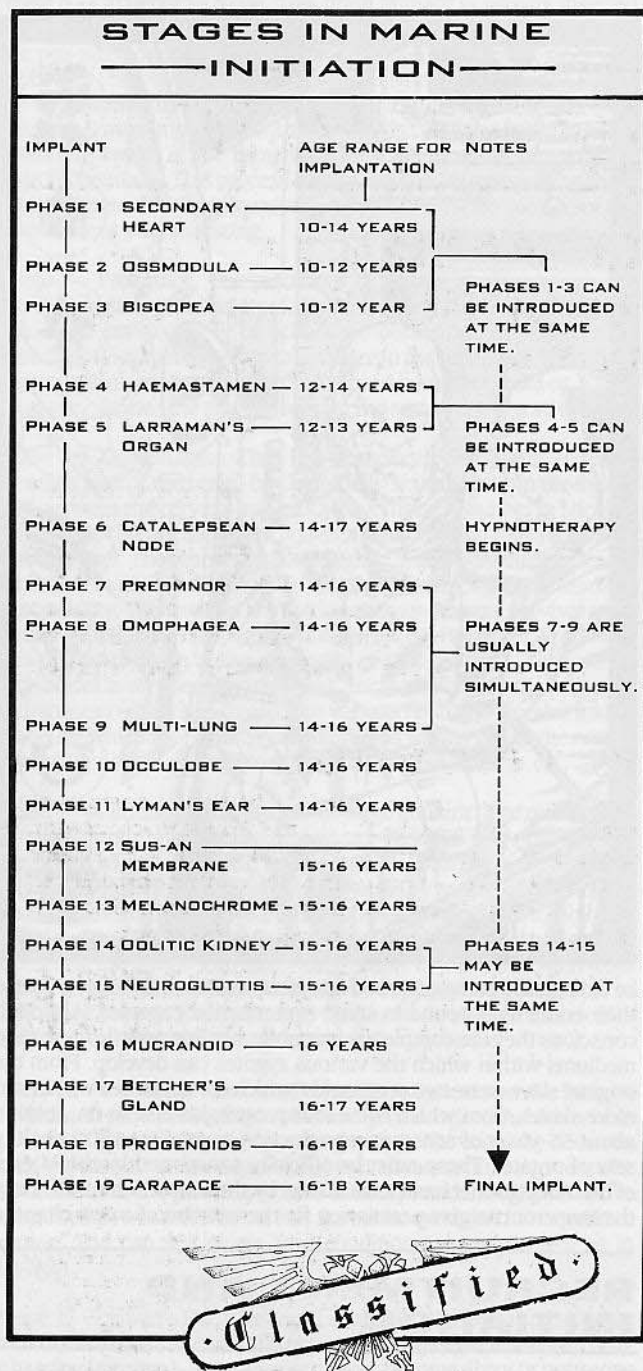 STAGES IN MARINE
INITIATION
IMPLANT
AGE RANGE FOR NOTES
IMPLANTATION
PHASE 1 SECONDARY
HEART 10-14 YEARS
PHASE 2 OSSMODULA 10-12 YEARS
PHASE 3 BISCOPEA 10-12 YEAR
PHASES 1-3 CAN
BE INTRODUCED
AT THE SAME
TIME.
PHASE 4 HAEMASTAMEN 12-14 YEARS
PHASE 5 LARRAMAN'S 12-13 YEARS
ORGAN
PHASES 4-5 CAN
BE INTRODUCED
AT THE SAME
TIME.
PHASE 6 CATALEPSEAN 14-17 YEARS
NODE
HYPNOTHERAPY
BEGINS.
PHASE 7 PREOMNOR 14-16 YEARS
PHASE 8 OMOPHAGEA 14-16 YEARS
PHASES 7-9 ARE
USUALLY
INTRODUCED
SIMULTANEOUSLY.
PHASE 9 MULTI-LUNG 14-16 YEARS
PHASE 10 OCCULOBE 14-16 YEARS
PHASE 11 LYMAN'S EAR 14-16 YEARS
PHASE 12 SUS-AN
MEMBRANE 15-16 YEARS
PHASE 13 MELANOCHROME 15-16 YEARS
PHASE 14 OOLITIC KIDNEY 15-16 YEARS
PHASE 15 NEUROGLOTTIS 15-16 YEARS
PHASES 14-15
MAY BE
INTRODUCED AT
THE SAME
TIME.
PHASE 16 MUCRANOID 16 YEARS
PHASE 17 BETCHER'S
GLAND 16-17 YEARS
PHASE 18 PROGENOIDS 16-18 YEARS
PHASE 19 CARAPACE 16-18 YEARS
FINAL IMPLANT.
· Classified ·